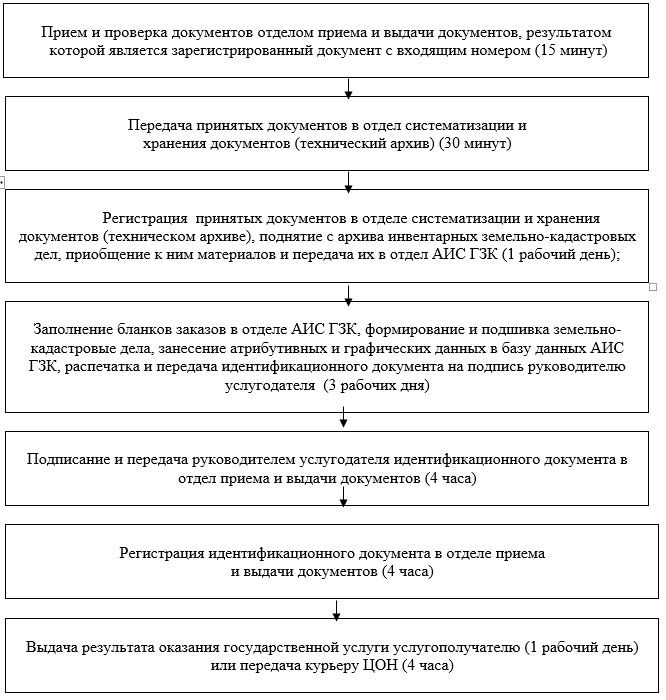 Прием и проверка документов отделом приема и выдачи документов, результатом
которой является зарегистрированный документ с входящим номером (15 минут)
Передача принятых документов в отдел систематизации и
хранения документов (технический архив) (30 минут)
Регистрация принятых документов в отделе систематизации и хранения
документов (техническом архиве), поднятие с архива инвентарных земельно-кадастровых
дел, приобщение к ним материалов и передача их в отдел АИС ГЗК (1 рабочий день);
Заполнение бланков заказов в отделе АИС ГЗК, формирование и подшивка земельно-
кадастровые дела, занесение атрибутивных и графических данных в базу данных АИС
ГЗК, распечатка и передача идентификационного документа на подпись руководителю
услугодателя (3 рабочих дня)
Подписание и передача руководителем услугодателя идентификационного документа в
отдел приема и выдачи документов (4 часа)
Регистрация идентификационного документа в отделе приема
и выдачи документов (4 часа)
Выдача результата оказания государственной услуги услугополучателю (1 рабочий день)
или передача курьеру ЦОН (4 часа)